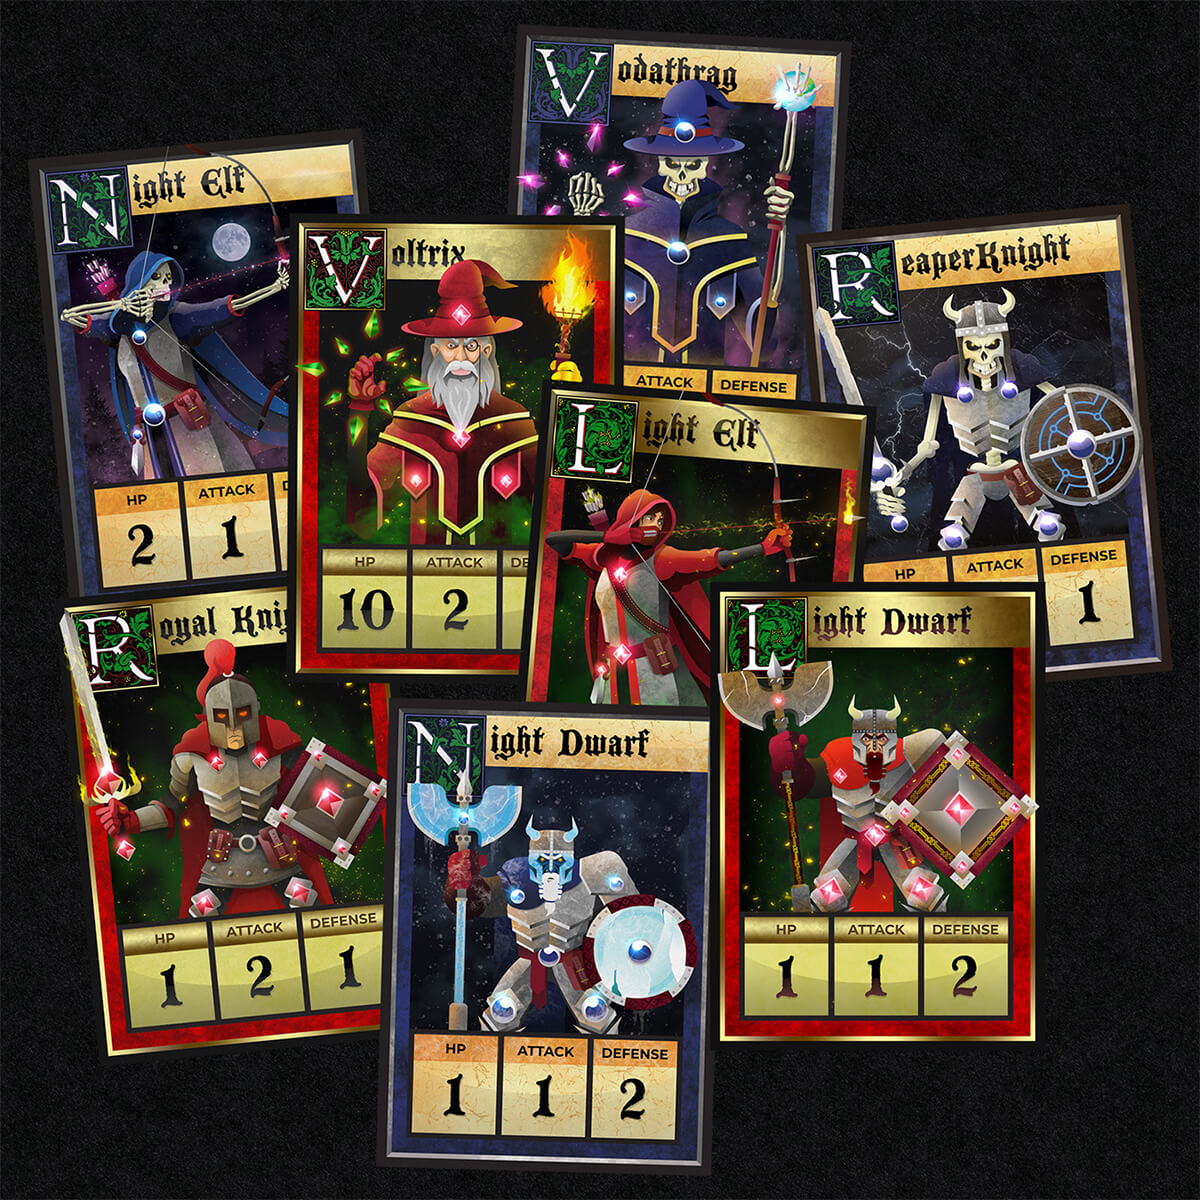 Vodathrag
ATTACK DEFENSE
Night Elf
HP ATTACK
2 1
Voltrix
HP ATTACK DE
10 2
ReaperKnight
HP ATTACK DEFENSE
1
Light Elf
Royal Kni
HP ATTACK DEFENSE
1 2 1
Night Dwarf
HP ATTACK DEFENSE
1 1 2
Light Dwarf
HP ATTACK DEFENSE
1 1 2